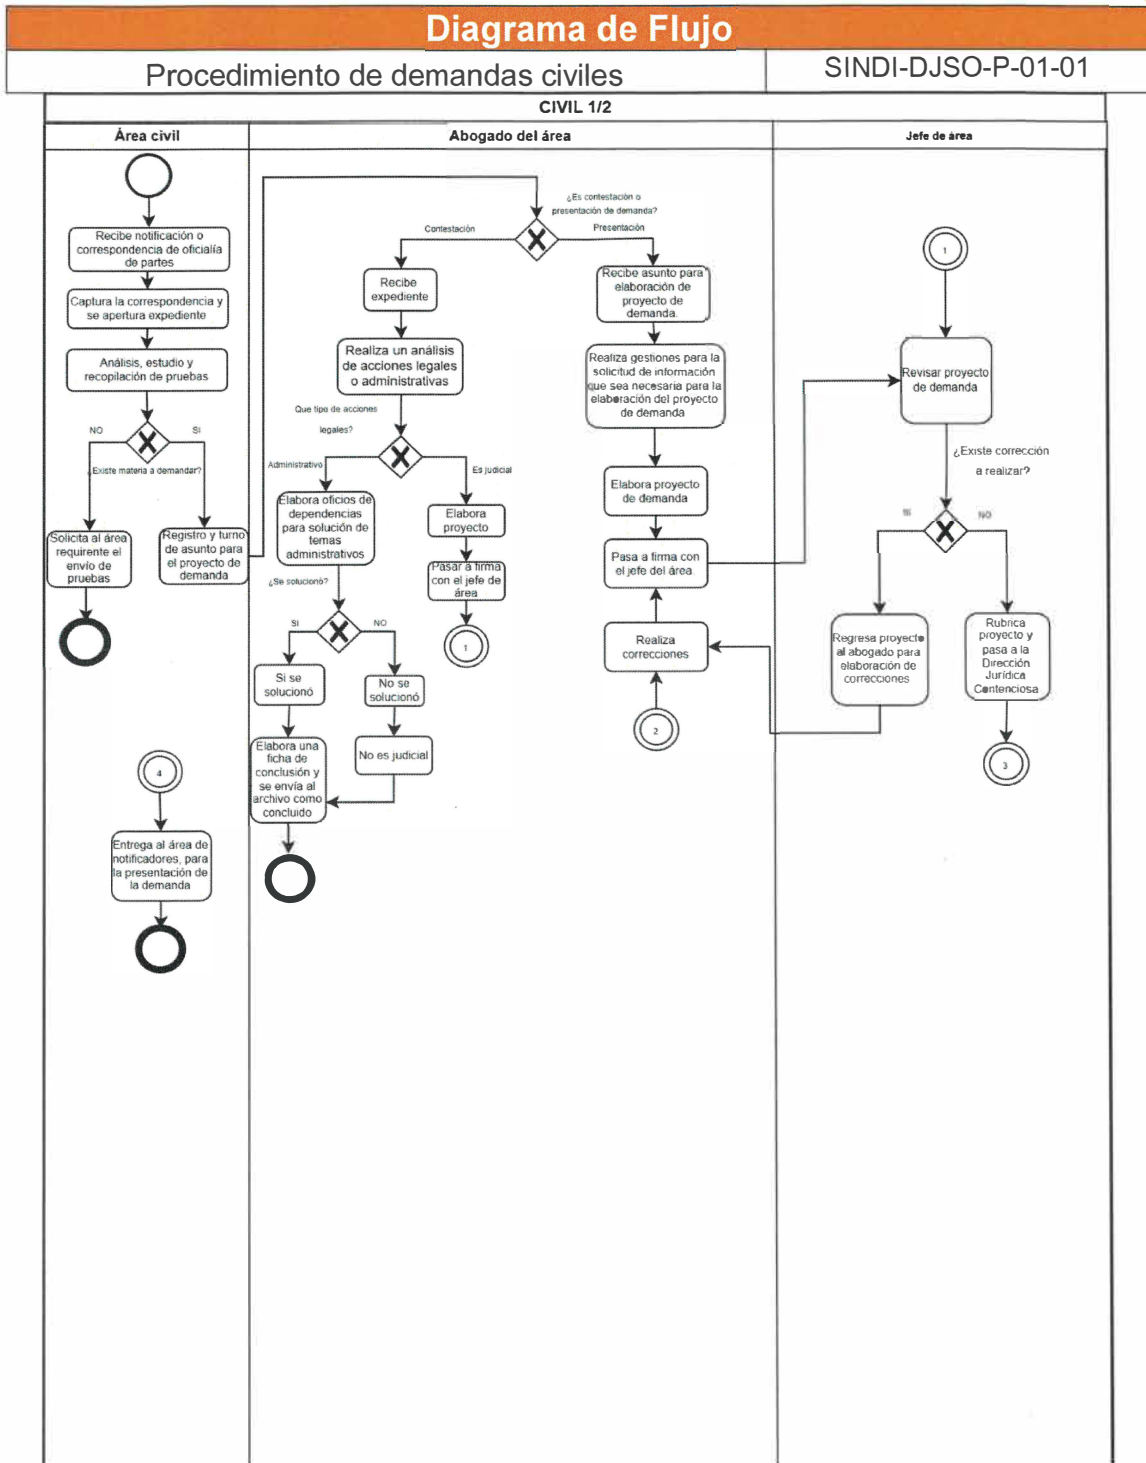 Diagrama de Flujo
Procedimiento de demandas civiles
SINDI-DJSO-P-01-01
CIVIL 1/2
Área civil
Abogado del área
Jefe de área
Recibe notificación o
correspondencia de oficialía
de partes
Captura la correspondencia y
se apertura expediente
Análisis, estudio y
recopilación de pruebas
NO
SI
¿Existe materia a demandar?
Solicita al área
requirente el
envío de
pruebas
Registro y turno
de asunto para
el proyecto de
demanda
4
Entrega al área de
notificadores, para
la presentación de
la demanda
¿Es contestación o
presentación de demanda?
Contestación
Presentación
Recibe
expediente
Realiza un análisis
de acciones legales
o administrativas
Que tipo de acciones
legales?
Administrativo
Es judicial
Elabora oficios de
dependencias
para solución de
temas
administrativos
Elabora
proyecto
Pasar a firma
con el jefe de
área
1
¿Se solucionó?
SI
NO
Si se
solucionó
No se
solucionó
Elabora una
ficha de
conclusión y
se envía al
archivo como
concluido
No es judicial
Recibe asunto para
elaboración de
proyecto de
demanda.
Realiza gestiones para la
solicitud de información
que sea necesaria para la
elaboración del proyecto
de demanda
Elabora proyecto
de demanda
Pasa a firma con
el jefe del área.
Realiza
correcciones
2
1
Revisar proyecto
de demanda
¿Existe corrección
a realizar?
SI
NO
Regresa proyecto
al abogado para
elaboración de
correcciones
Rubrica
proyecto y
pasa a la
Dirección
Jurídica
Contenciosa
3